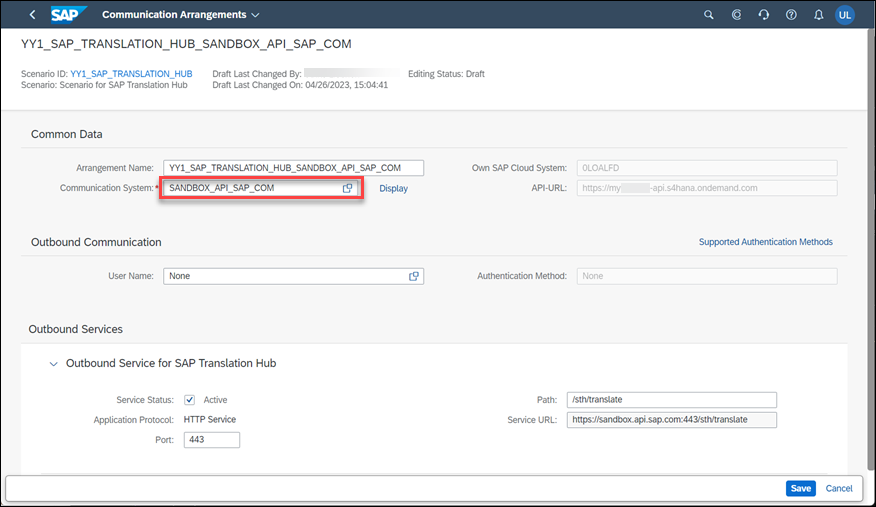 SAP Communication Arrangements UL
YY1_SAP_TRANSLATION_HUB_SANDBOX_API_SAP_COM
Scenario ID: YY1_SAP_TRANSLATION_HUB Draft Last Changed By: Editing Status: Draft
Scenario: Scenario for SAP Translation Hub Draft Last Changed On: 04/26/2023, 15:04:41
Common Data
Arrangement Name: YY1_SAP_TRANSLATION_HUB_SANDBOX_API_SAP_COM Own SAP Cloud System: 0LOALFD
Communication System:* SANDBOX_API_SAP_COM Display API-URL: https://my -api.s4hana.ondemand.com
Outbound Communication Supported Authentication Methods
User Name: None Authentication Method: None
Outbound Services
Outbound Service for SAP Translation Hub
Service Status: Active Path: /sth/translate
Application Protocol: HTTP Service Service URL: https://sandbox.api.sap.com:443/sth/translate
Port: 443
Save Cancel